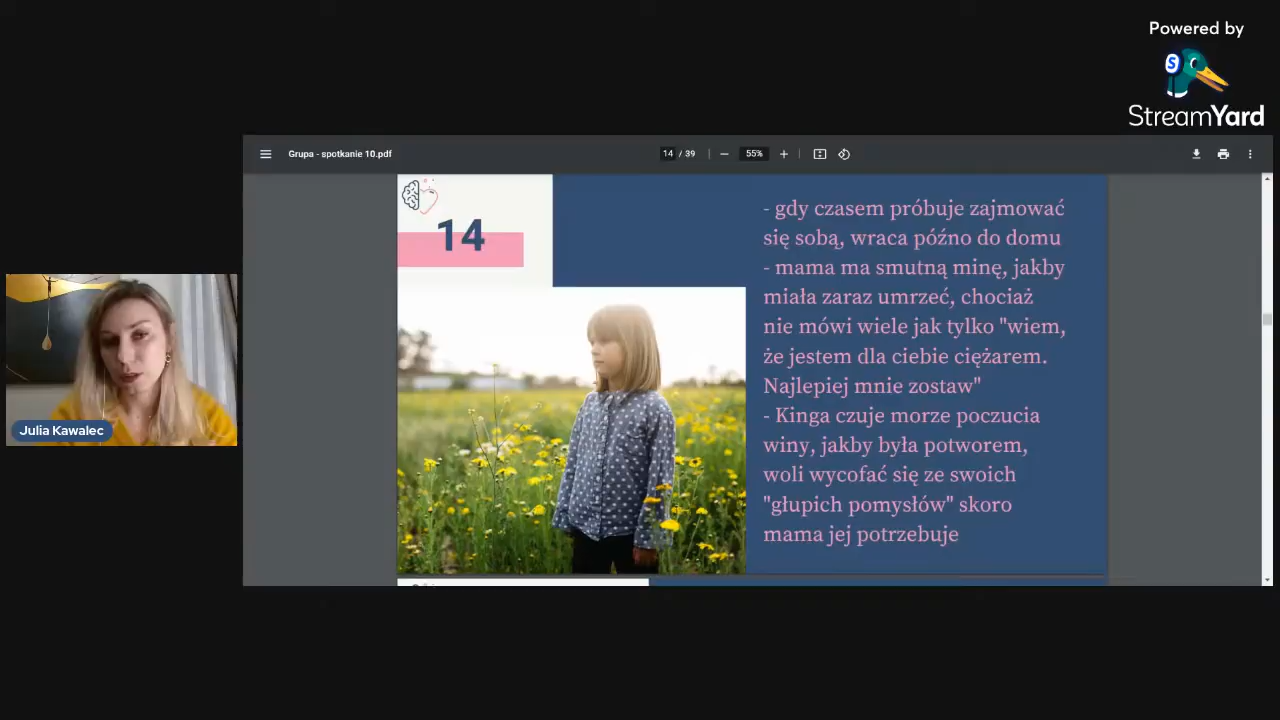 Powered by
StreamYard
Grupa - spotkanie 10.pdf
14 / 39
55%
14
- gdy czasem próbuje zajmować
się sobą, wraca późno do domu
- mama ma smutną minę, jakby
miała zaraz umrzeć, chociaż
nie mówi wiele jak tylko "wiem,
że jestem dla ciebie ciężarem.
Najlepiej mnie zostaw"
- Kinga czuje morze poczucia
winy, jakby była potworem,
woli wycofać się ze swoich
"głupich pomysłów" skoro
mama jej potrzebuje
Julia Kawalec